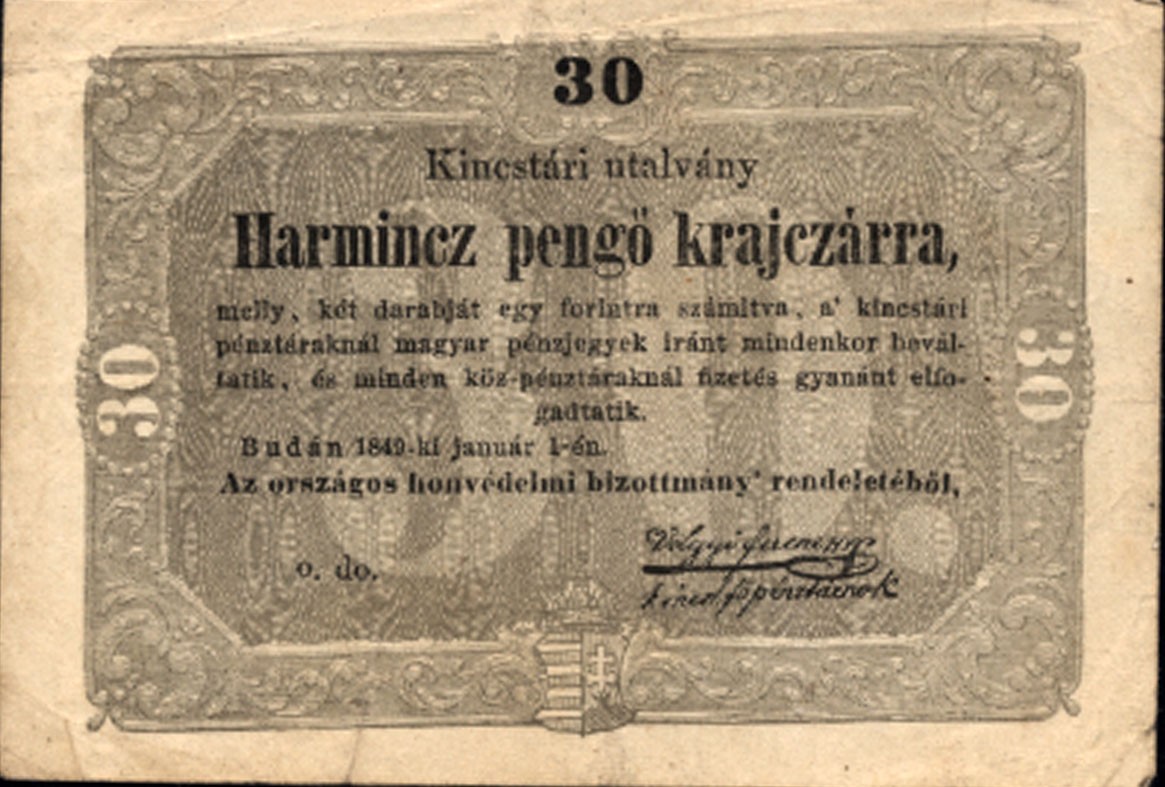 30
Kincstári utalvány
Harmincz pengő krajczárra,
melly, két darabját egy forintra számitva, a' kincstári
pénztáraknál magyar pénzjegyek iránt mindenkor bevál-
tatik, és minden köz-pénztáraknál fizetés gyanánt elfo-
gadtatik.
30
30
Budán 1849-ki január 1-én.
Az országos honvédelmi bizottmány' rendeletéből,
o. do.